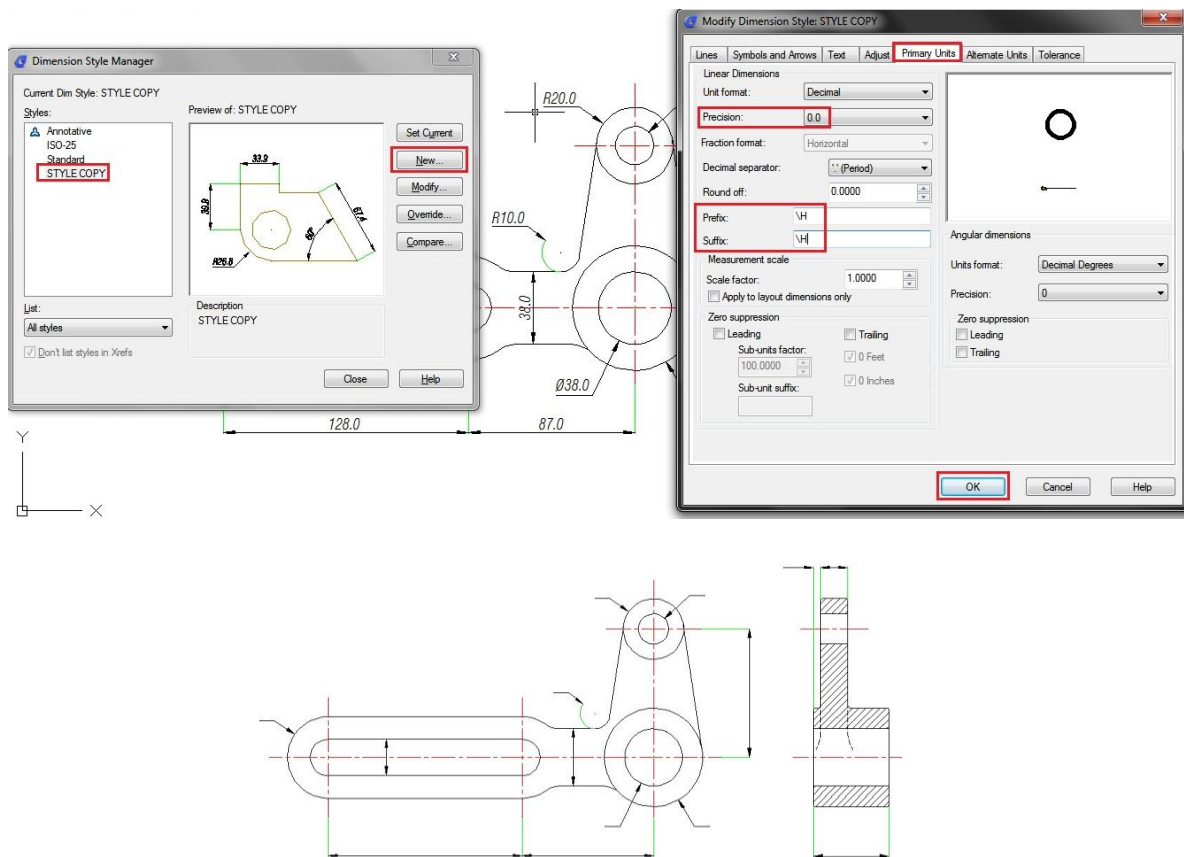 Dimension Style Manager
Current Dim Style: STYLE COPY
Styles:
Annotative
ISO-25
Standard
STYLE COPY
List:
All styles
Don't list styles in Xrefs
Preview of: STYLE COPY
33.9
39.9
60°
67.4
Description
STYLE COPY
Set Current
New...
Modify...
Override...
Compare...
Close
Help
R20.0
R10.0
38.0
Ø38.0
128.0
87.0
Y
X
Modify Dimension Style: STYLE COPY
Lines Symbols and Arrows Text Adjust Primary Units Alternate Units Tolerance
Linear Dimensions
Unit format: Decimal
Precision: 0.0
Fraction format: Horizontal
Decimal separator: '.' (Period)
Round off: 0.0000
Prefix: \H
Suffix: \H
Measurement scale
Scale factor: 1.0000
Apply to layout dimensions only
Zero suppression
Leading
Sub-units factor:
100.0000
Sub-unit suffix:
Trailing
0 Feet
0 Inches
Angular dimensions
Units format: Decimal Degrees
Precision: 0
Zero suppression
Leading
Trailing
OK Cancel Help